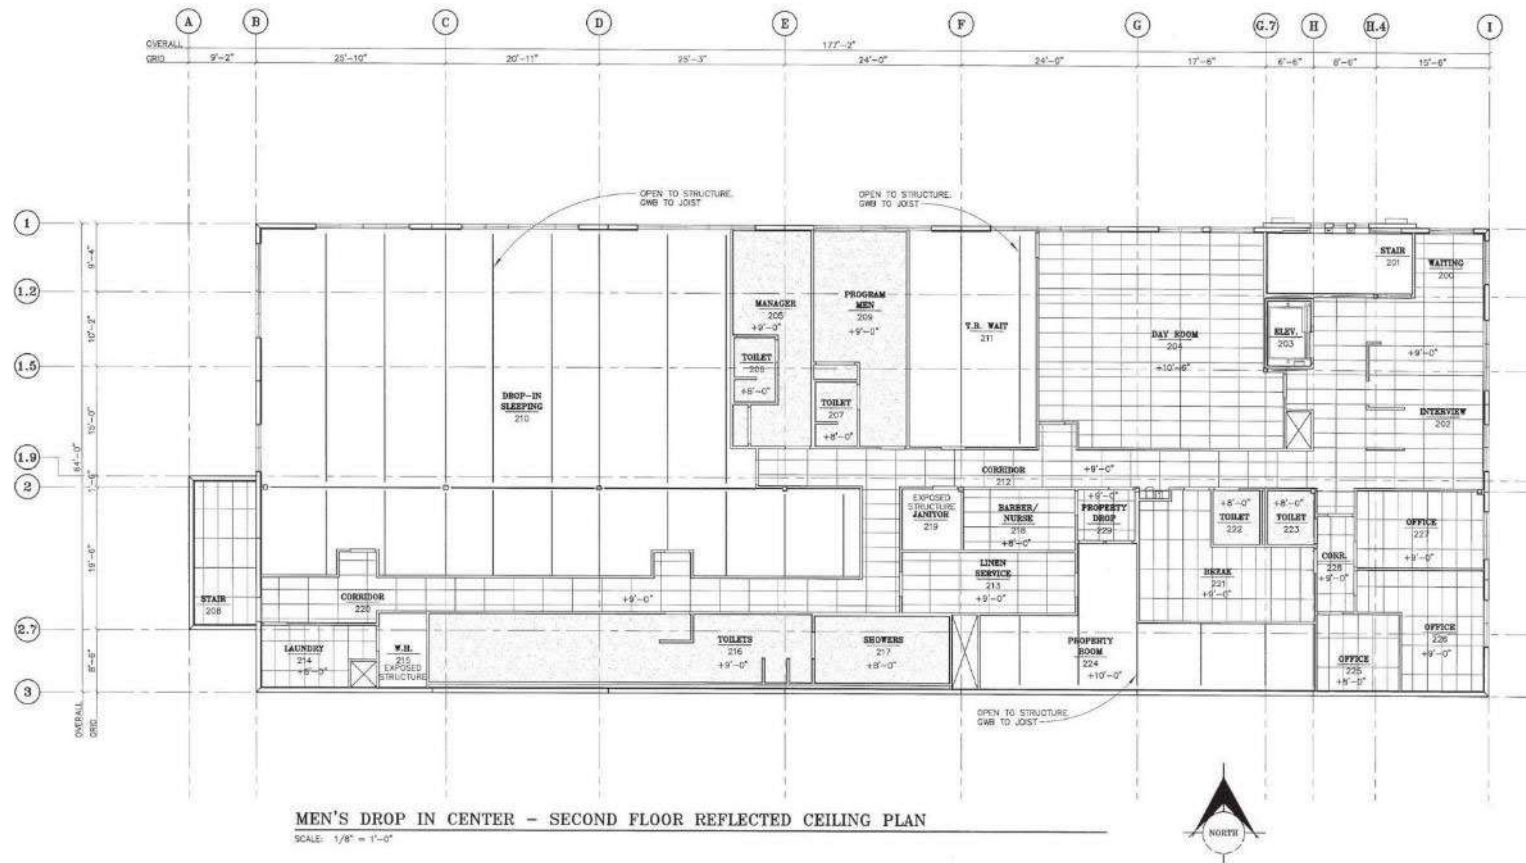 A B C D E F G G.7 H H.4 I
OVERALL
177'-2"
GRID 9'-2" 25'-10" 20'-11" 25'-3" 24'-0" 24'-0" 17'-6" 6'-6" 8'-6" 15'-6"
OPEN TO STRUCTURE.
GWB TO JOIST
OPEN TO STRUCTURE.
GWB TO JOIST
1
9'-4"
1.2
10'-2"
1.5
15'-0"
1.9
64'-0"
1'-6"
2
19'-6"
2.7
8'-6"
3
OVERALL
GRID
STAIR
201
WAITING
200
MANAGER
205
+9'-0"
PROGRAM
MEN
209
+9'-0"
T.B. WAIT
211
DAY ROOM
204
+10'-6"
ELEV.
203
+9'-0"
TOILET
206
+8'-0"
DROP-IN
SLEEPING
210
TOILET
207
+8'-0"
INTERVIEW
202
CORRIDOR
212
+9'-0"
EXPOSED
STRUCTURE
JANITOR
219
BARBER/
NURSE
218
+8'-0"
+9'-0"
PROPERTY
DROP
229
+8'-0"
TOILET
222
+8'-0"
TOILET
223
OFFICE
227
+9'-0"
LINEN
SERVICE
213
+9'-0"
BREAK
221
+9'-0"
CORR.
228
+9'-0"
STAIR
208
CORRIDOR
220
+9'-0"
LAUNDRY
214
+8'-0"
W.H.
215
EXPOSED
STRUCTURE
TOILETS
216
+9'-0"
SHOWERS
217
+8'-0"
PROPERTY
ROOM
224
+10'-0"
OFFICE
226
+9'-0"
OFFICE
225
+8'-0"
OPEN TO STRUCTURE.
GWB TO JOIST
MEN'S DROP IN CENTER - SECOND FLOOR REFLECTED CEILING PLAN
SCALE: 1/8" = 1'-0"
NORTH